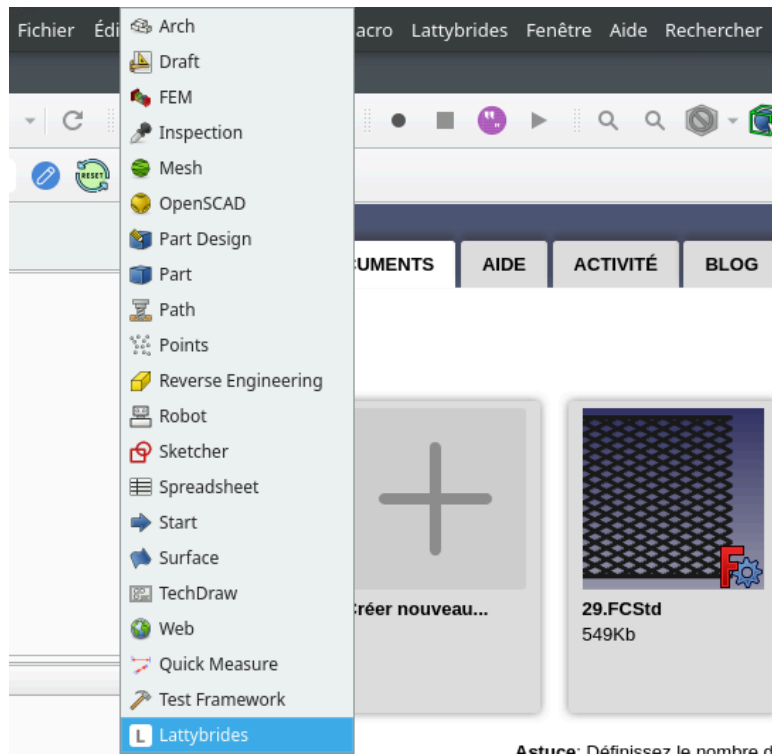 Fichier Édi
acro Lattybrides Fenêtre Aide Rechercher
Arch
Draft
FEM
Inspection
Mesh
OpenSCAD
Part Design
Part
Path
Points
Reverse Engineering
Robot
Sketcher
Spreadsheet
Start
Surface
TechDraw
Web
Quick Measure
Test Framework
L Lattybrides
RESET
UMENTS AIDE ACTIVITÉ BLOG
réer nouveau...
29.FCStd
549Kb
Astuce: Définissez le nombre d